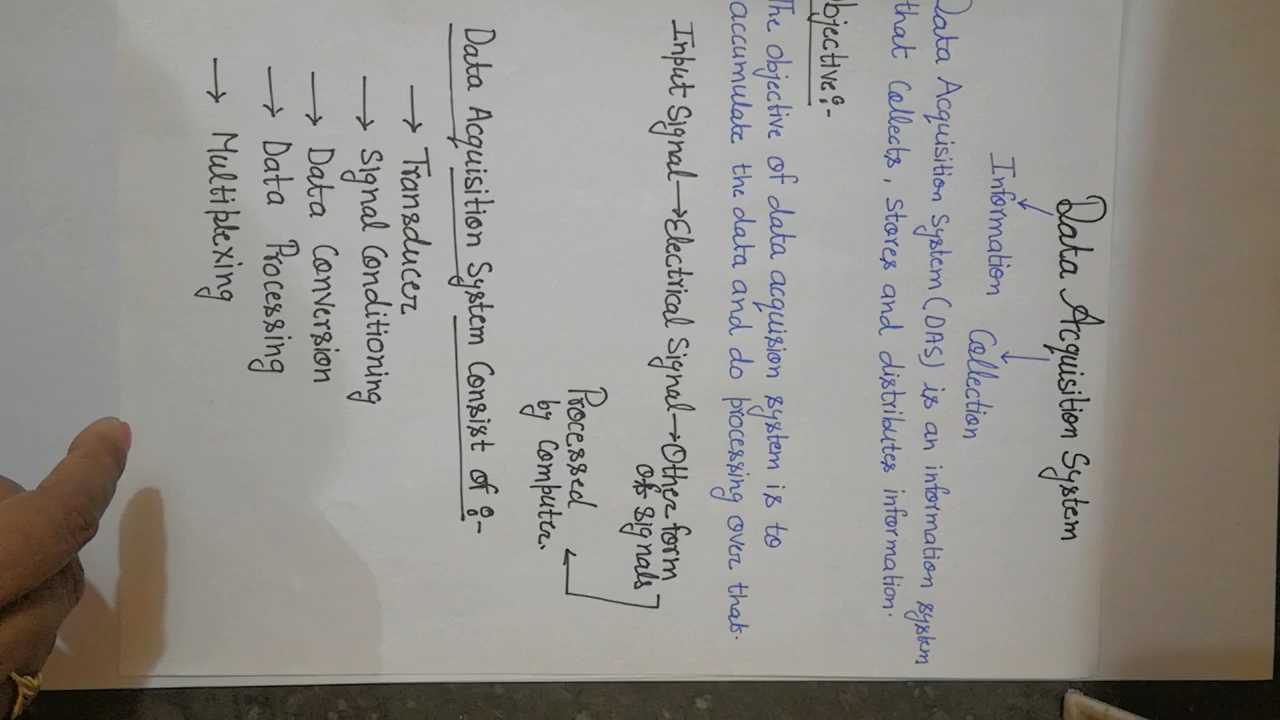 Data Acquisition System
Information Collection
Data Acquisition System (DAS) is an information system
that Collects, Stores and distributes information.
bjective:-
The objective of data acquision system is to
accumulate the data and do processing over that.
Input Signal → Electrical Signal → Other form
of signals
Processed
by Computer.
Data Acquisition System Consist of :-
→ Transducer
→ Signal Conditioning
→ Data Conversion
→ Data Processing
→ Multiplexing